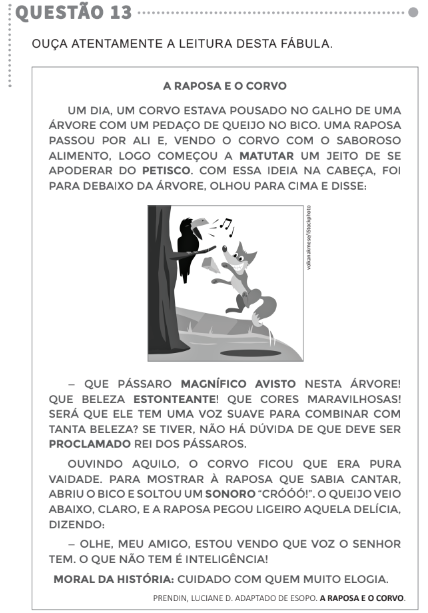 QUESTÃO 13
OUÇA ATENTAMENTE A LEITURA DESTA FÁBULA.
A RAPOSA E O CORVO
UM DIA, UM CORVO ESTAVA POUSADO NO GALHO DE UMA
ÁRVORE COM UM PEDAÇO DE QUEIJO NO BICO. UMA RAPOSA
PASSOU POR ALI E, VENDO O CORVO COM O SABOROSO
ALIMENTO, LOGO COMEÇOU A MATUTAR UM JEITO DE SE
APODERAR DO PETISCO. COM ESSA IDEIA NA CABEÇA, FOI
PARA DEBAIXO DA ÁRVORE, OLHOU PARA CIMA E DISSE:
– QUE PÁSSARO MAGNÍFICO AVISTO NESTA ÁRVORE!
QUE BELEZA ESTONTEANTE! QUE CORES MARAVILHOSAS!
SERÁ QUE ELE TEM UMA VOZ SUAVE PARA COMBINAR COM
TANTA BELEZA? SE TIVER, NÃO HÁ DÚVIDA DE QUE DEVE SER
PROCLAMADO REI DOS PÁSSAROS.
OUVINDO AQUILO, O CORVO FICOU QUE ERA PURA
VAIDADE. PARA MOSTRAR À RAPOSA QUE SABIA CANTAR,
ABRIU O BICO E SOLTOU UM SONORO “CRÓÓÓ!”. O QUEIJO VEIO
ABAIXO, CLARO, E A RAPOSA PEGOU LIGEIRO AQUELA DELÍCIA,
DIZENDO:
– OLHE, MEU AMIGO, ESTOU VENDO QUE VOZ O SENHOR
TEM. O QUE NÃO TEM É INTELIGÊNCIA!
MORAL DA HISTÓRIA: CUIDADO COM QUEM MUITO ELOGIA.
PRENDIN, LUCIANE D. ADAPTADO DE ESOPO. A RAPOSA E O CORVO.